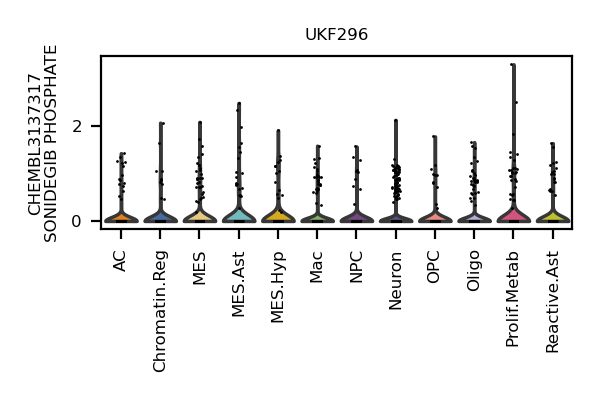 UKF296
CHEMBL3137317
SONIDEGIB PHOSPHATE
2
0
AC
Chromatin.Reg
MES
MES.Ast
MES.Hyp
Mac
NPC
Neuron
OPC
Oligo
Prolif.Metab
Reactive.Ast